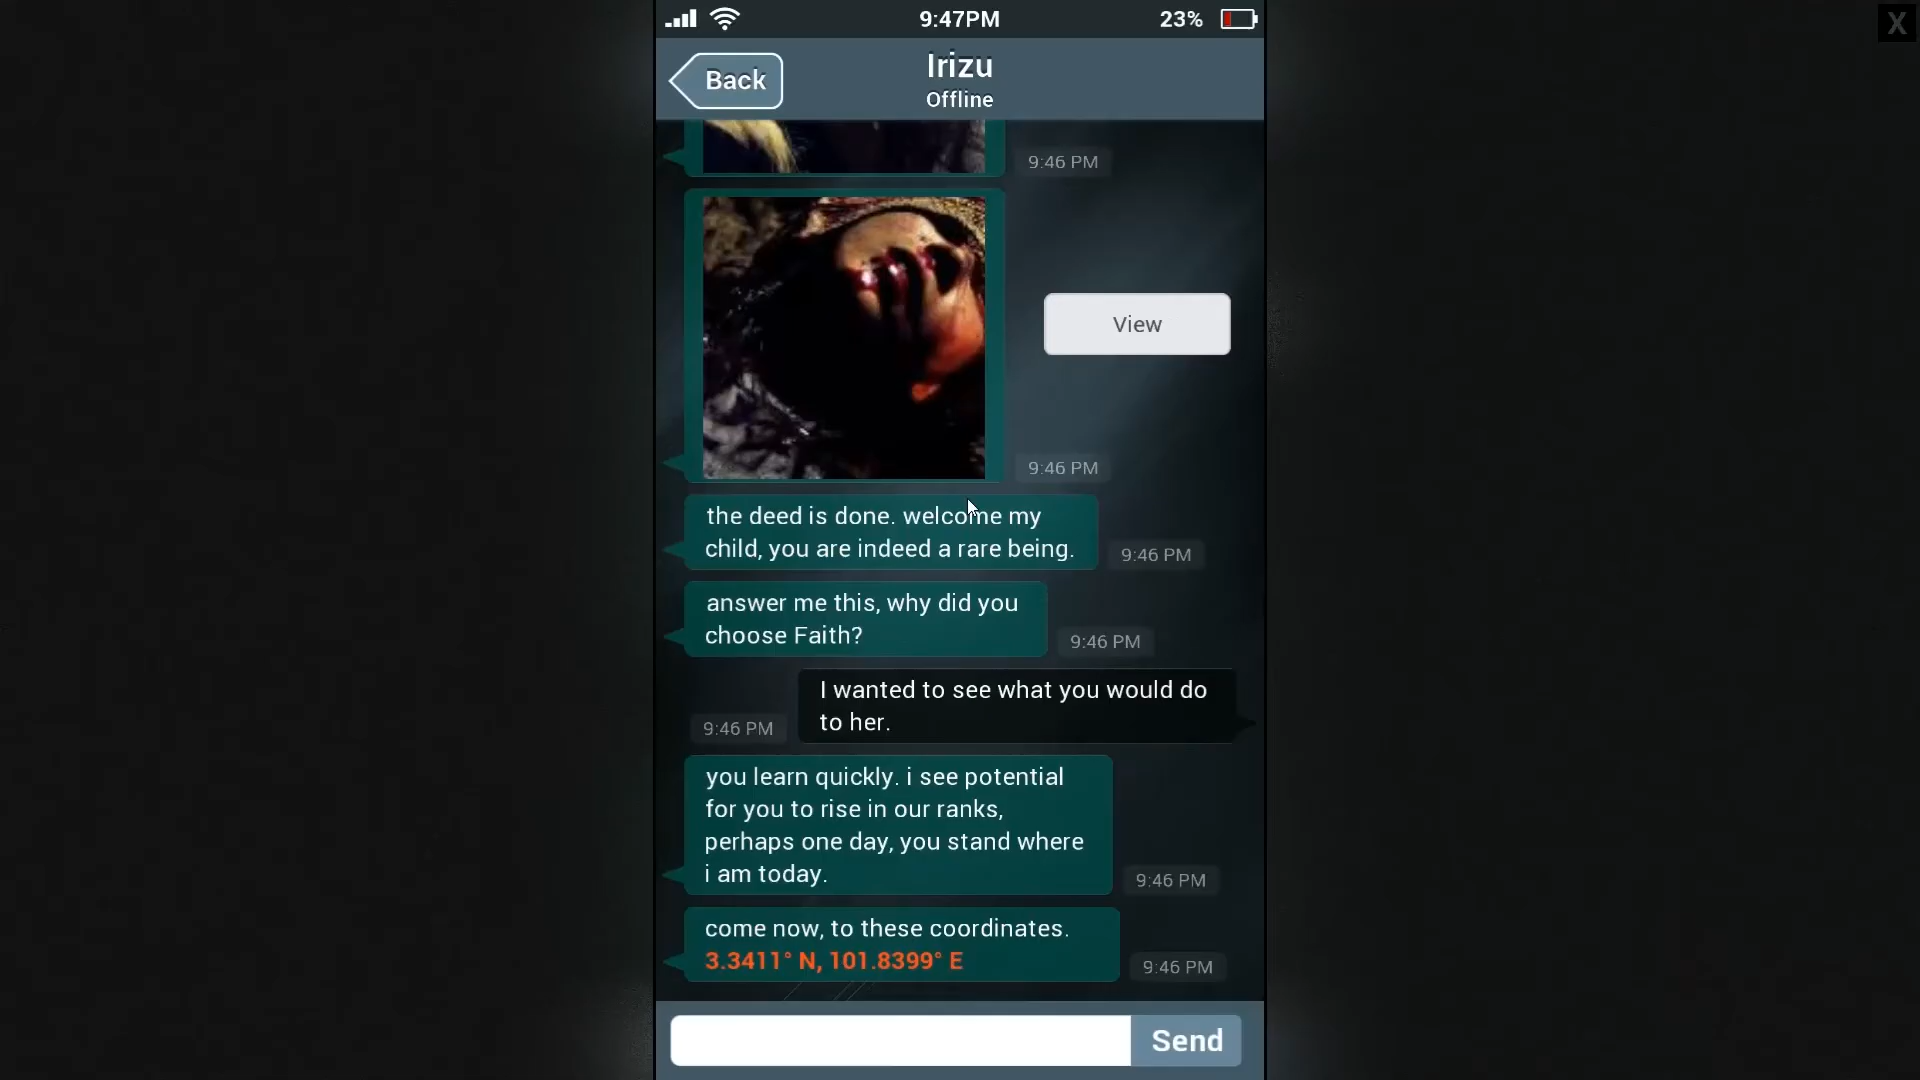 9:47PM
23%
X
Back
Irizu
Offline
9:46 PM
View
9:46 PM
the deed is done. welcome my
child, you are indeed a rare being.
9:46 PM
answer me this, why did you
choose Faith?
9:46 PM
I wanted to see what you would do
to her.
9:46 PM
you learn quickly. i see potential
for you to rise in our ranks,
perhaps one day, you stand where
i am today.
9:46 PM
come now, to these coordinates.
3.3411° N, 101.8399° E
9:46 PM
Send